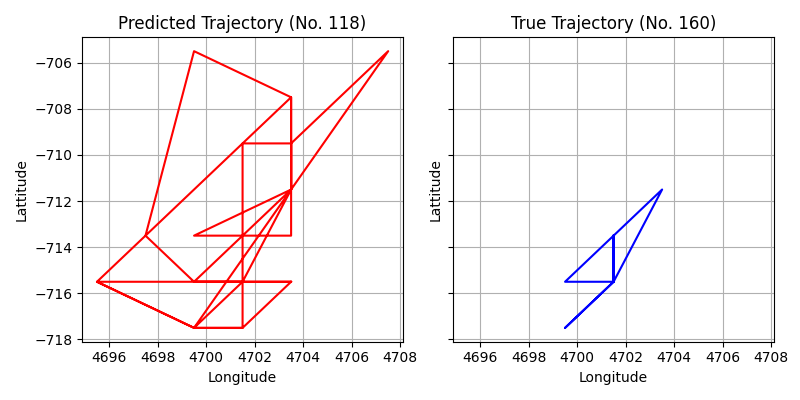 Predicted Trajectory (No. 118)
True Trajectory (No. 160)
−706
−708
−710
−712
−714
−716
−718
Lattitude
Lattitude
4696 4698 4700 4702 4704 4706 4708
4696 4698 4700 4702 4704 4706 4708
Longitude
Longitude